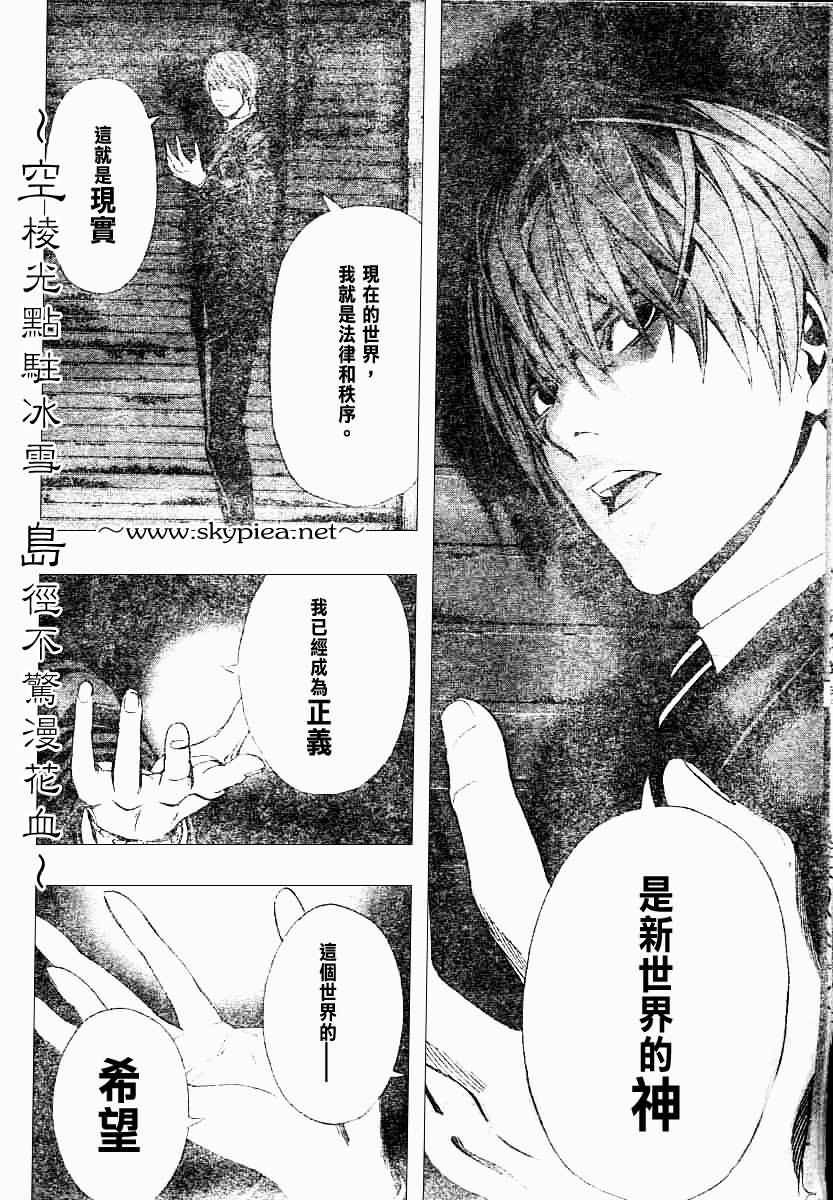 是新世界的神
現在的世界，
我就是法律和秩序。
這就是現實
我已經成為正義
這個世界的——
希望
～空棱光點駐冰雪 島徑不驚漫花血～
～www.skypiea.net～